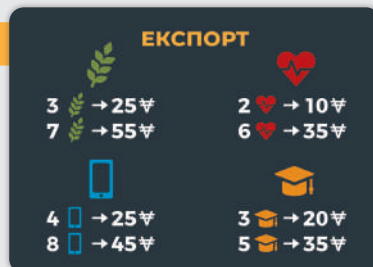 ЕКСПОРТ
3 → 25₩ 2 → 10₩
7 → 55₩ 6 → 35₩
4 → 25₩ 3 → 20₩
8 → 45₩ 5 → 35₩